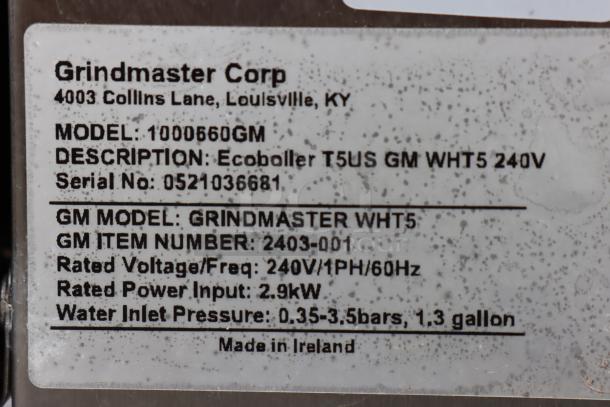 Grindmaster Corp
4003 Collins Lane, Louisville, KY
MODEL: 1000660GM
DESCRIPTION: Ecoboiler T5US GM WHT5 240V
Serial No: 0521036681
GM MODEL: GRINDMASTER WHT5
GM ITEM NUMBER: 2403-001
Rated Voltage/Freq: 240V/1PH/60Hz
Rated Power Input: 2.9kW
Water Inlet Pressure: 0.35-3.5bars, 1.3 gallon
Made in Ireland